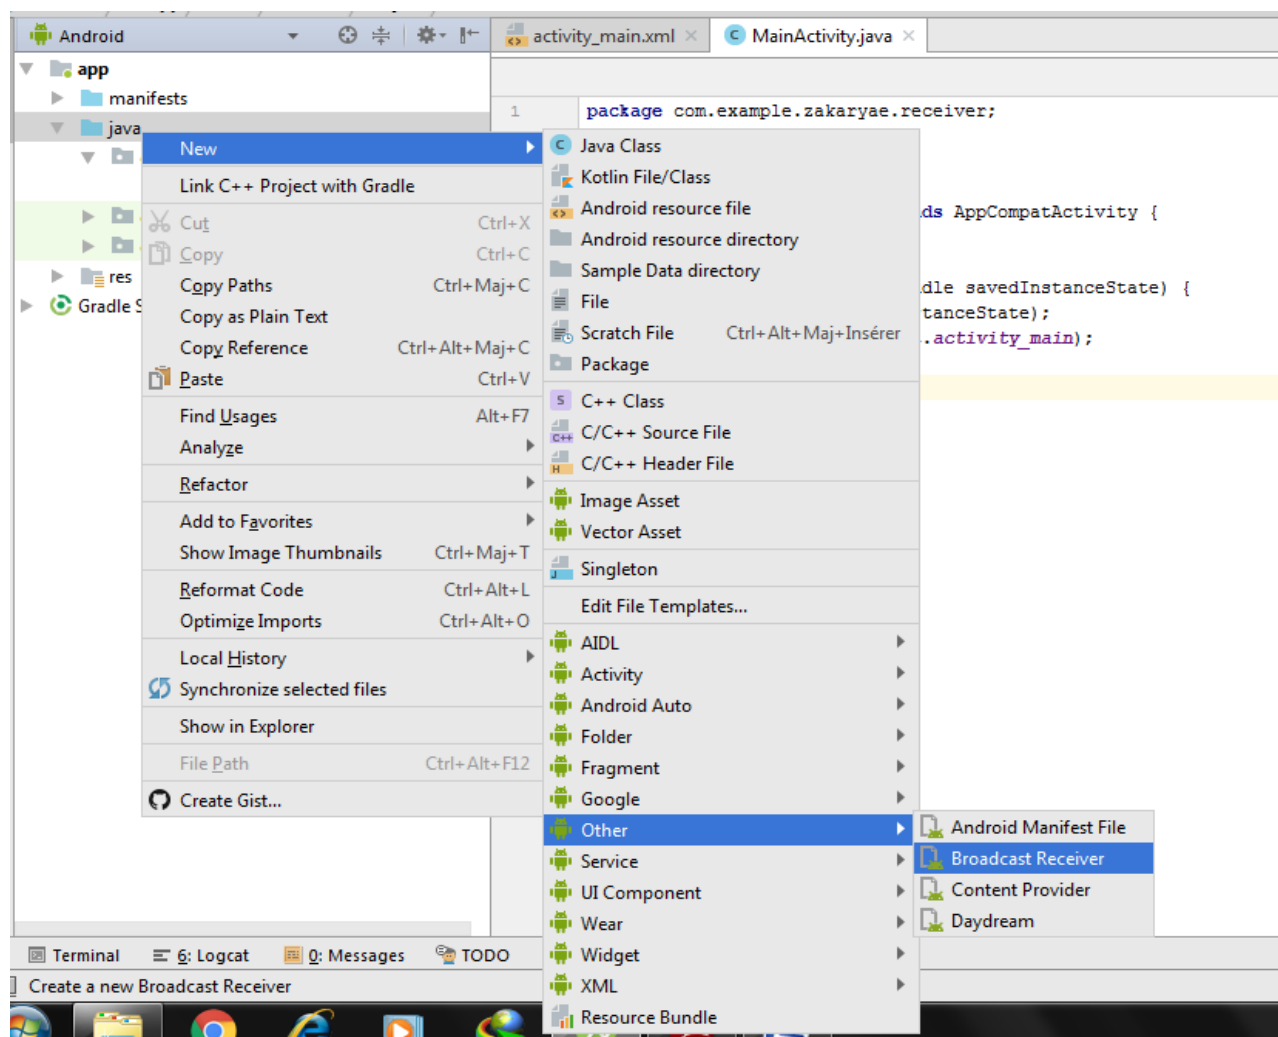 Android
activity_main.xml
MainActivity.java
app
manifests
java
res
Gradle S
1
package com.example.zakaryae.receiver;
ds AppCompatActivity {
dle savedInstanceState) {
tanceState);
.activity_main);
New
Link C++ Project with Gradle
Cut Ctrl+X
Copy Ctrl+C
Copy Paths Ctrl+Maj+C
Copy as Plain Text
Copy Reference Ctrl+Alt+Maj+C
Paste Ctrl+V
Find Usages Alt+F7
Analyze
Refactor
Add to Favorites
Show Image Thumbnails Ctrl+Maj+T
Reformat Code Ctrl+Alt+L
Optimize Imports Ctrl+Alt+O
Local History
Synchronize selected files
Show in Explorer
File Path Ctrl+Alt+F12
Create Gist...
Java Class
Kotlin File/Class
Android resource file
Android resource directory
Sample Data directory
File
Scratch File Ctrl+Alt+Maj+Insérer
Package
C++ Class
C/C++ Source File
C/C++ Header File
Image Asset
Vector Asset
Singleton
Edit File Templates...
AIDL
Activity
Android Auto
Folder
Fragment
Google
Other
Service
UI Component
Wear
Widget
XML
Resource Bundle
Android Manifest File
Broadcast Receiver
Content Provider
Daydream
Terminal
6: Logcat
0: Messages
TODO
Create a new Broadcast Receiver